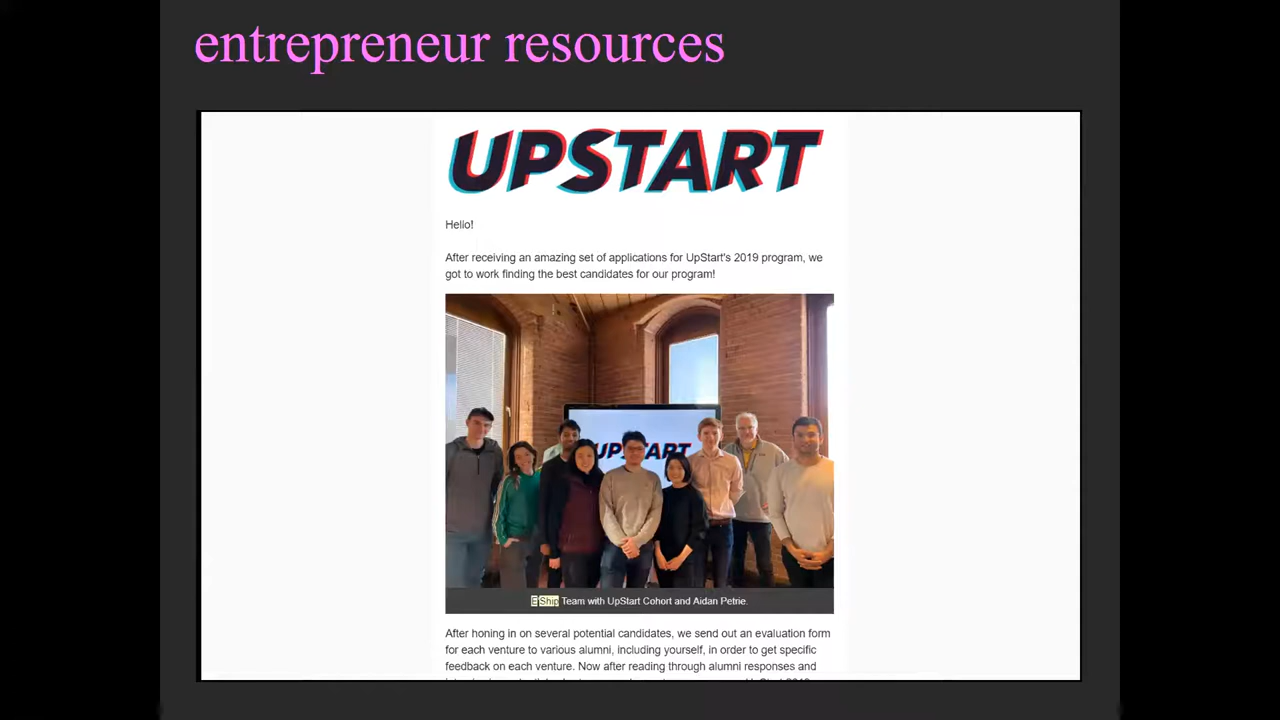 entrepreneur resources
UPSTART
Hello!
After receiving an amazing set of applications for UpStart's 2019 program, we
got to work finding the best candidates for our program!
UPSTART
E Ship Team with UpStart Cohort and Aidan Petrie.
After honing in on several potential candidates, we send out an evaluation form
for each venture to various alumni, including yourself, in order to get specific
feedback on each venture. Now after reading through alumni responses and